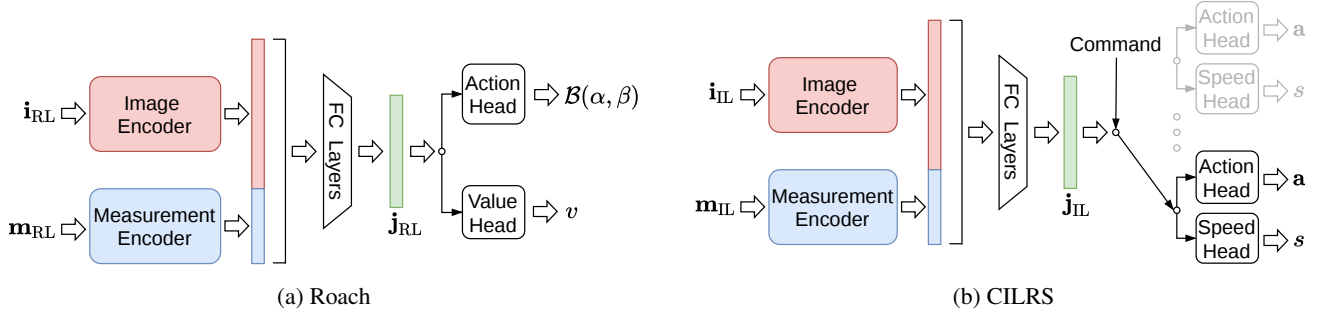 i_RL
Image
Encoder
m_RL
Measurement
Encoder
FC Layers
j_RL
Action
Head
ℬ(α, β)
Value
Head
v
(a) Roach
i_IL
Image
Encoder
m_IL
Measurement
Encoder
FC Layers
j_IL
Command
Action
Head
a
Speed
Head
s
Action
Head
a
Speed
Head
s
(b) CILRS